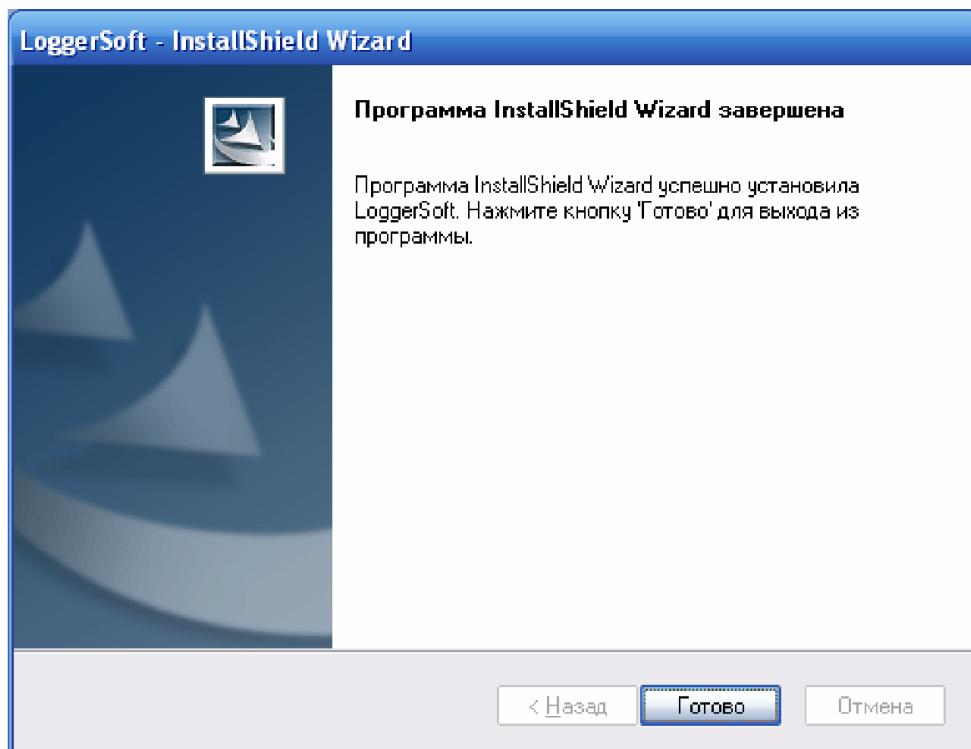 LoggerSoft - InstallShield Wizard
Программа InstallShield Wizard завершена
Программа InstallShield Wizard успешно установила
LoggerSoft. Нажмите кнопку 'Готово' для выхода из
программы.
< Назад
Готово
Отмена